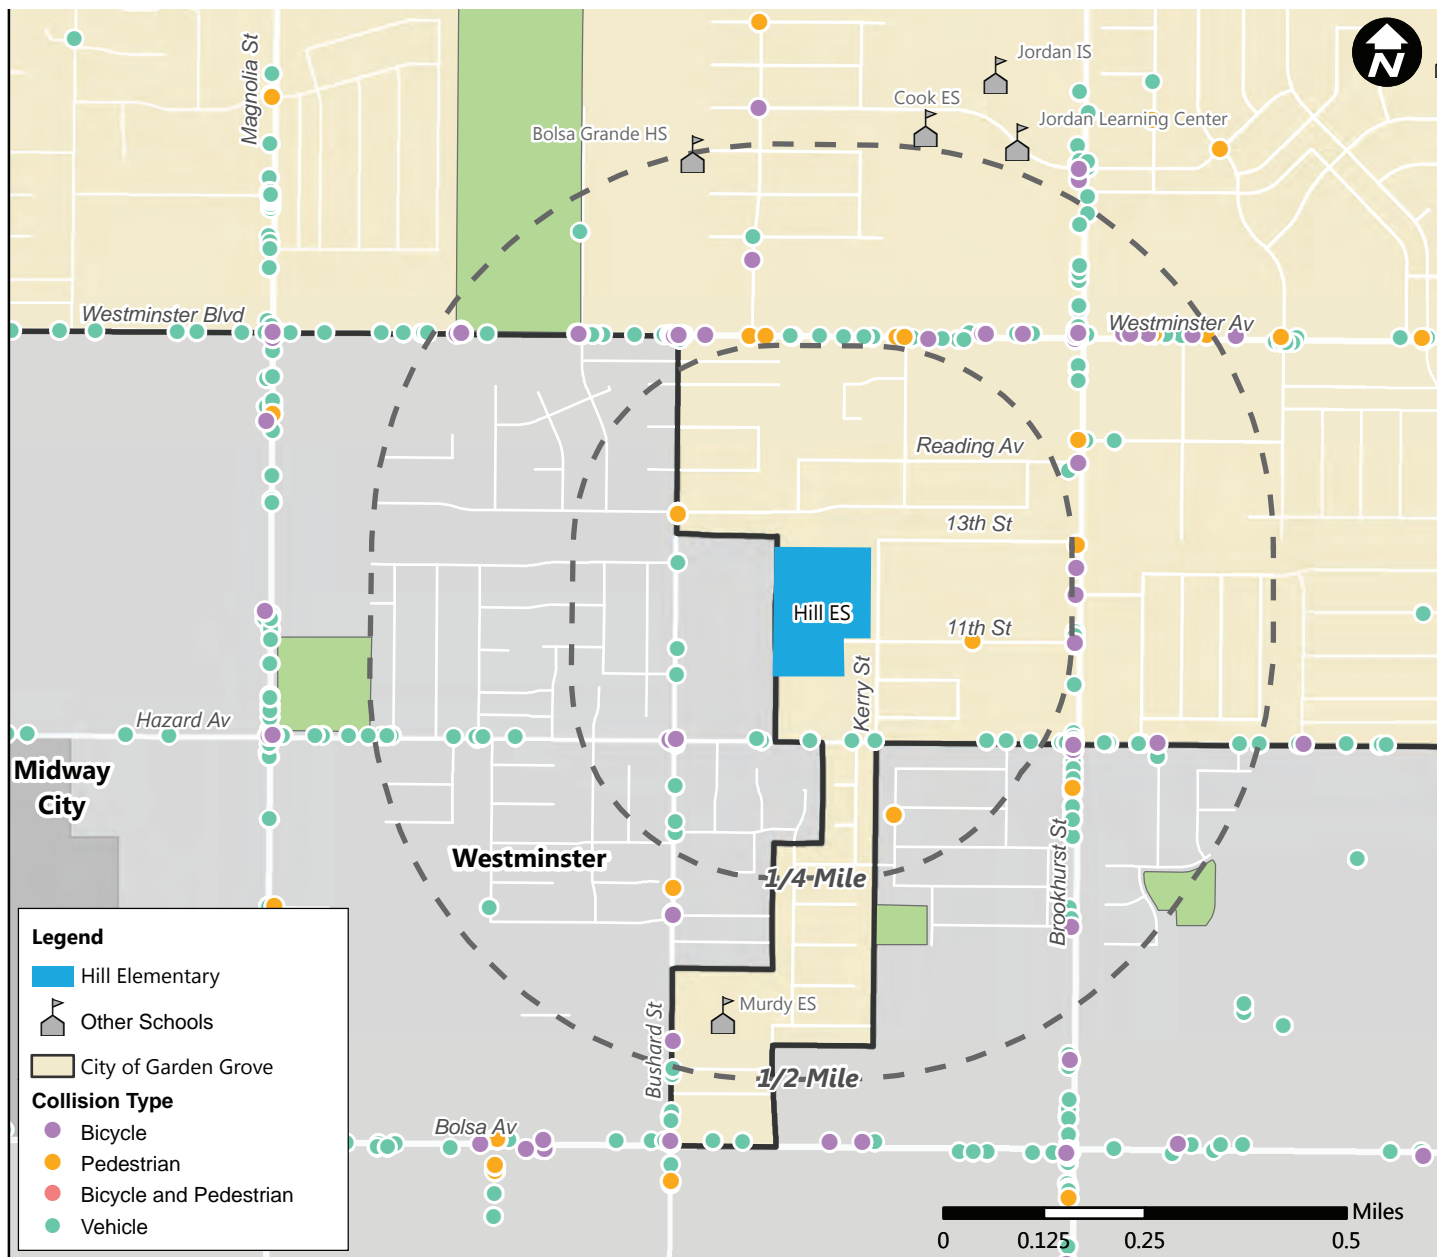 Magnolia St
Jordan IS
N
Cook ES
Jordan Learning Center
Bolsa Grande HS
Westminster Blvd
Westminster Av
Reading Av
13th St
Hill ES
11th St
Kerry St
Hazard Av
Midway
City
Westminster
1/4 Mile
Brookhurst St
Legend
Hill Elementary
Other Schools
City of Garden Grove
Collision Type
Bicycle
Pedestrian
Bicycle and Pedestrian
Vehicle
Murdy ES
Bushard St
1/2 Mile
Bolsa Av
Miles
0 0.125 0.25 0.5